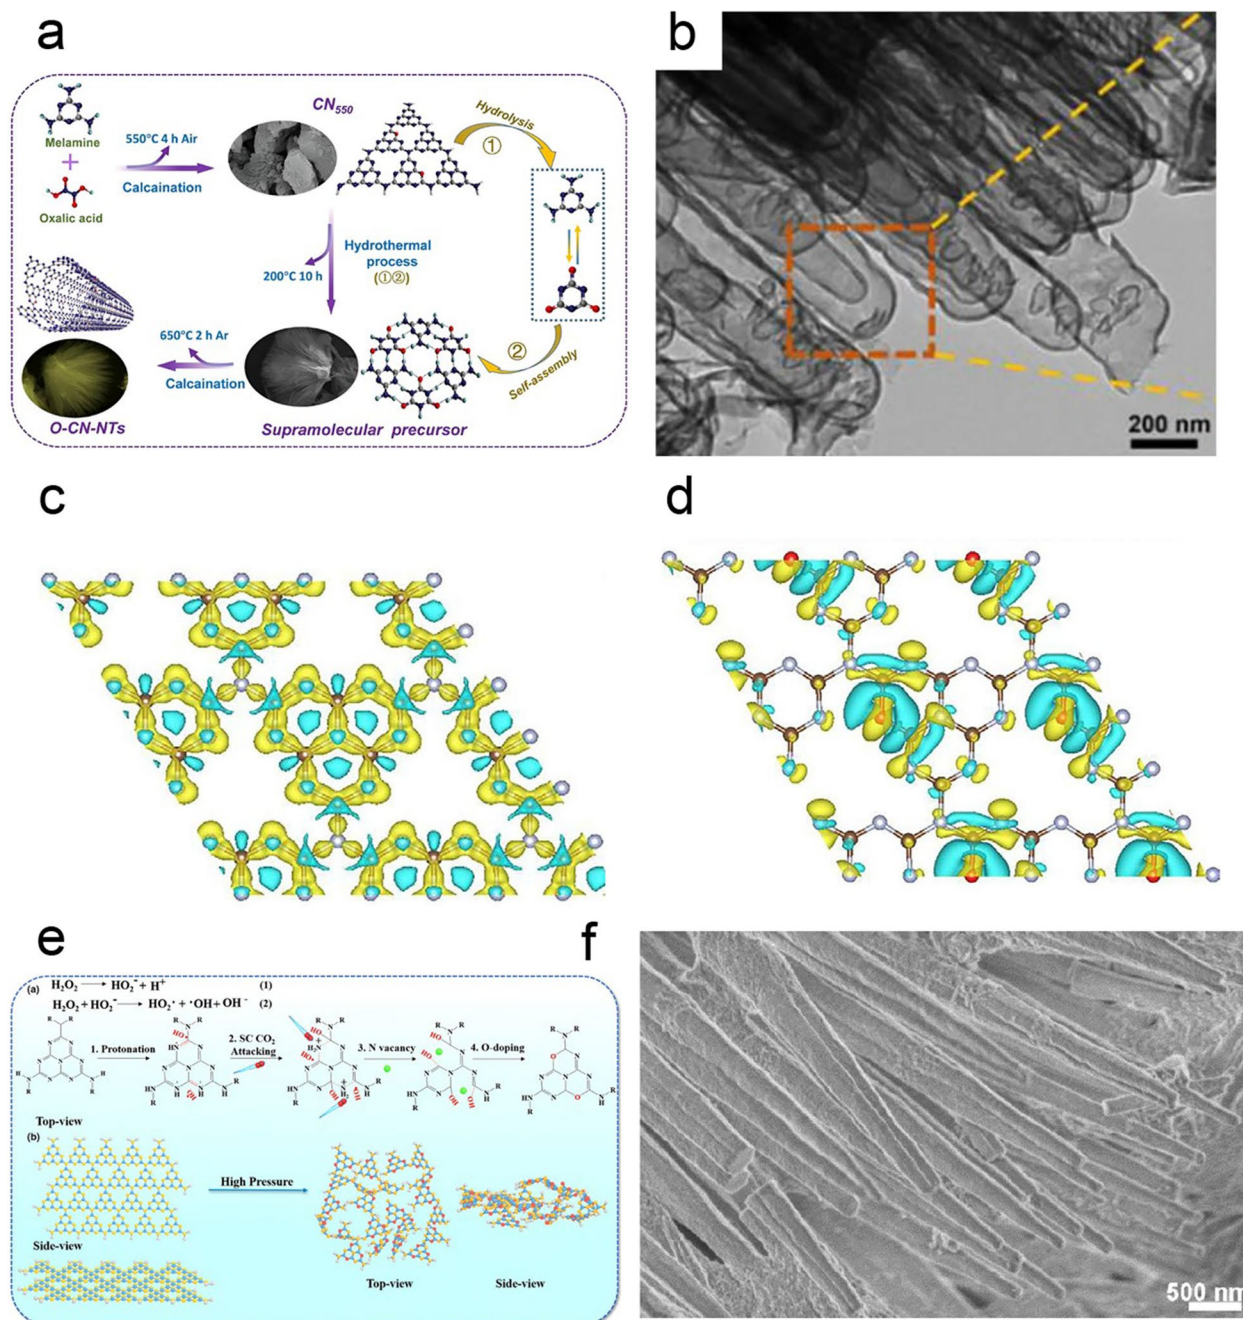 a
b
CN550
Melamine
+
Oxalic acid
550°C 4 h Air
Calcaination
Hydrolysis
①
Hydrothermal
process
(①②)
200°C 10 h
650°C 2 h Ar
Calcaination
②
Self-assembly
O-CN-NTs
Supramolecular precursor
200 nm
c
d
e
f
(a)
H₂O₂ → HO₂⁻ + H⁺ (1)
H₂O₂ + HO₂⁻ → HO₂· + ·OH + OH⁻ (2)
1. Protonation
2. SC CO₂
Attacking
3. N vacancy
4. O-doping
Top-view
(b)
High Pressure
Side-view
Top-view
Side-view
500 nm